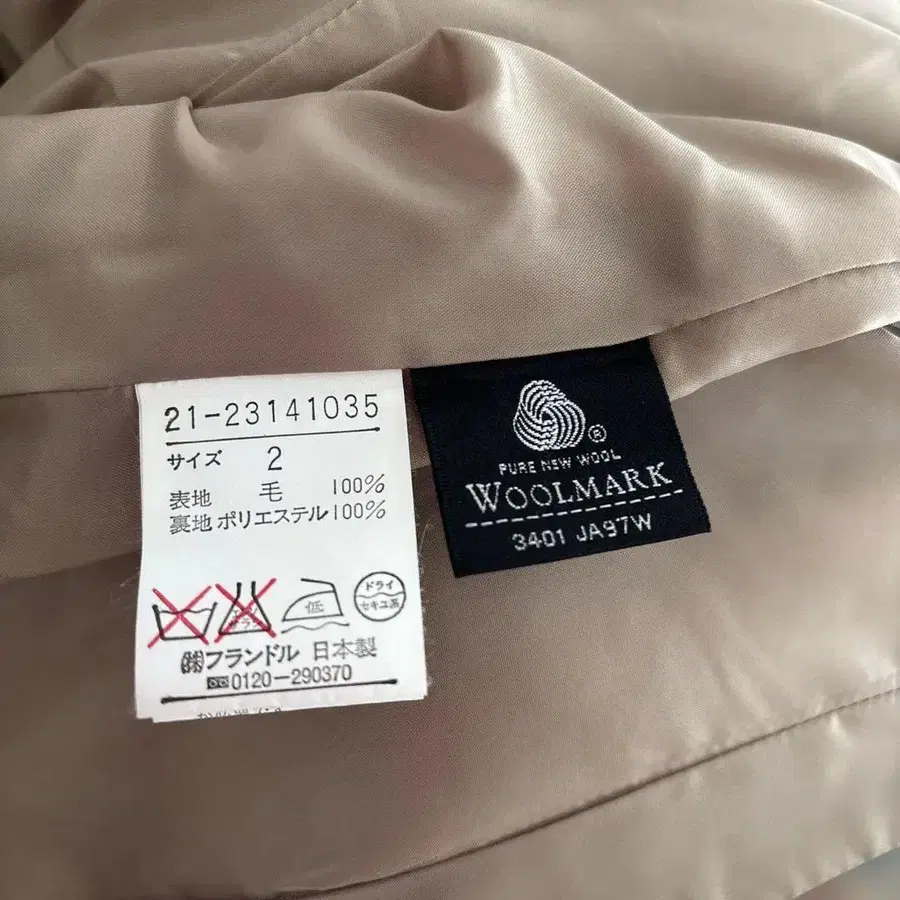 21-23141035
サイズ 2
表地 毛 100%
裏地 ポリエステル 100%
低
ドライ
セキユ系
㈱フランドル 日本製
0120-290370
®
PURE NEW WOOL
WOOLMARK
3401 JA97W